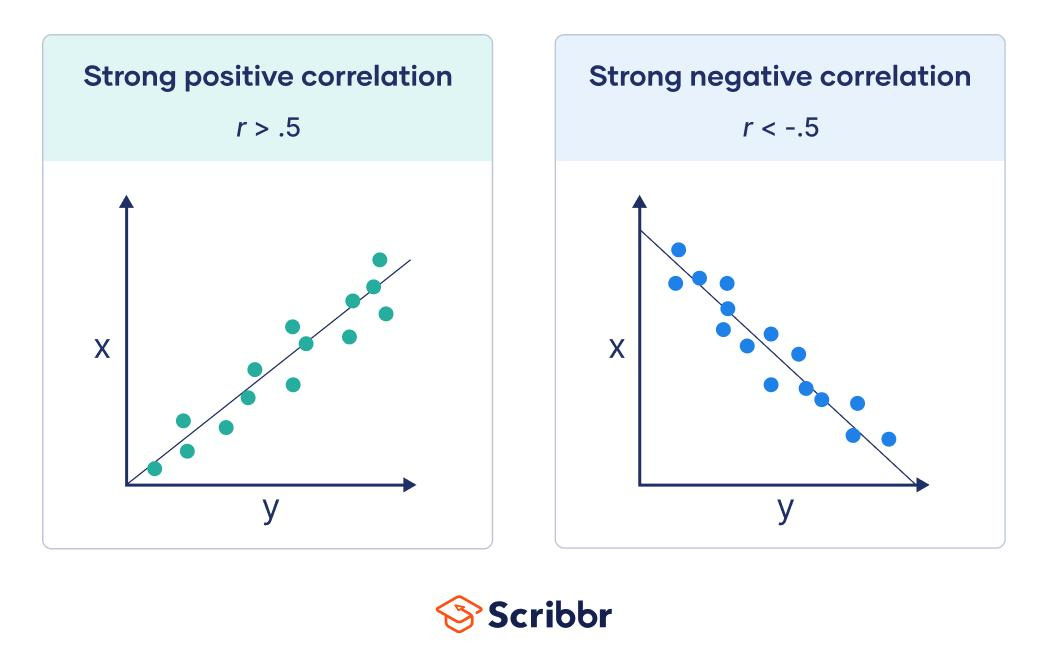 Strong positive correlation
r > .5
x
y
Strong negative correlation
r < -.5
x
y
Scribbr